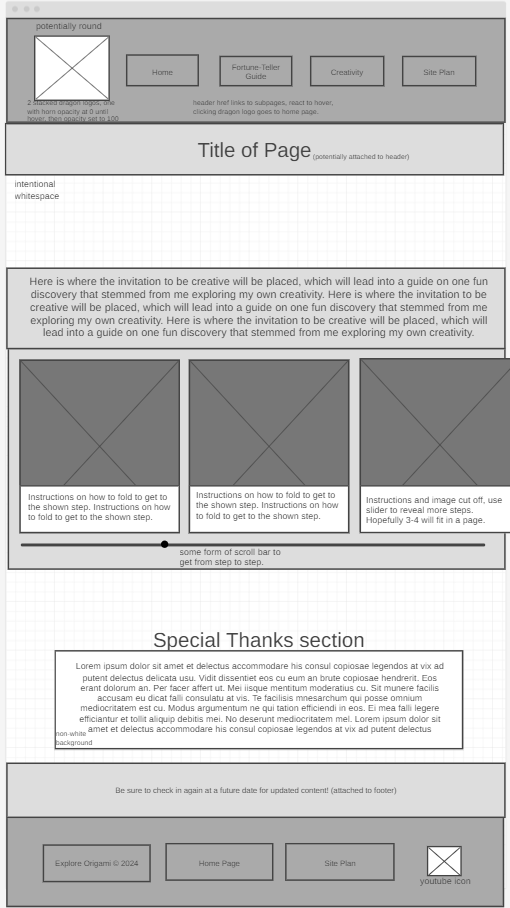 potentially round
2 stacked dragon logos, one
with horn opacity at 0 until
hover, then opacity set to 100
Home
Fortune-Teller
Guide
Creativity
Site Plan
header href links to subpages, react to hover,
clicking dragon logo goes to home page.
Title of Page (potentially attached to header)
intentional
whitespace
Here is where the invitation to be creative will be placed, which will lead into a guide on one fun
discovery that stemmed from me exploring my own creativity. Here is where the invitation to be
creative will be placed, which will lead into a guide on one fun discovery that stemmed from me
exploring my own creativity. Here is where the invitation to be creative will be placed, which will
lead into a guide on one fun discovery that stemmed from me exploring my own creativity.
Instructions on how to fold to get to
the shown step. Instructions on how
to fold to get to the shown step.
Instructions on how to fold to get to
the shown step. Instructions on how
to fold to get to the shown step.
Instructions and image cut off, use
slider to reveal more steps.
Hopefully 3-4 will fit in a page.
some form of scroll bar to
get from step to step.
Special Thanks section
Lorem ipsum dolor sit amet et delectus accommodare his consul copiosae legendos at vix ad
putent delectus delicata usu. Vidit dissentiet eos cu eum an brute copiosae hendrerit. Eos
erant dolorum an. Per facer affert ut. Mei iisque mentitum moderatius cu. Sit munere facilis
accusam eu dicat falli consulatu at vis. Te facilisis mnesarchum qui posse omnium
mediocritatem est cu. Modus argumentum ne qui tation efficiendi in eos. Ei mea falli legere
efficiantur et tollit aliquip debitis mei. No deserunt mediocritatem mel. Lorem ipsum dolor sit
amet et delectus accommodare his consul copiosae legendos at vix ad putent delectus
non-white
background
Be sure to check in again at a future date for updated content! (attached to footer)
Explore Origami © 2024
Home Page
Site Plan
youtube icon